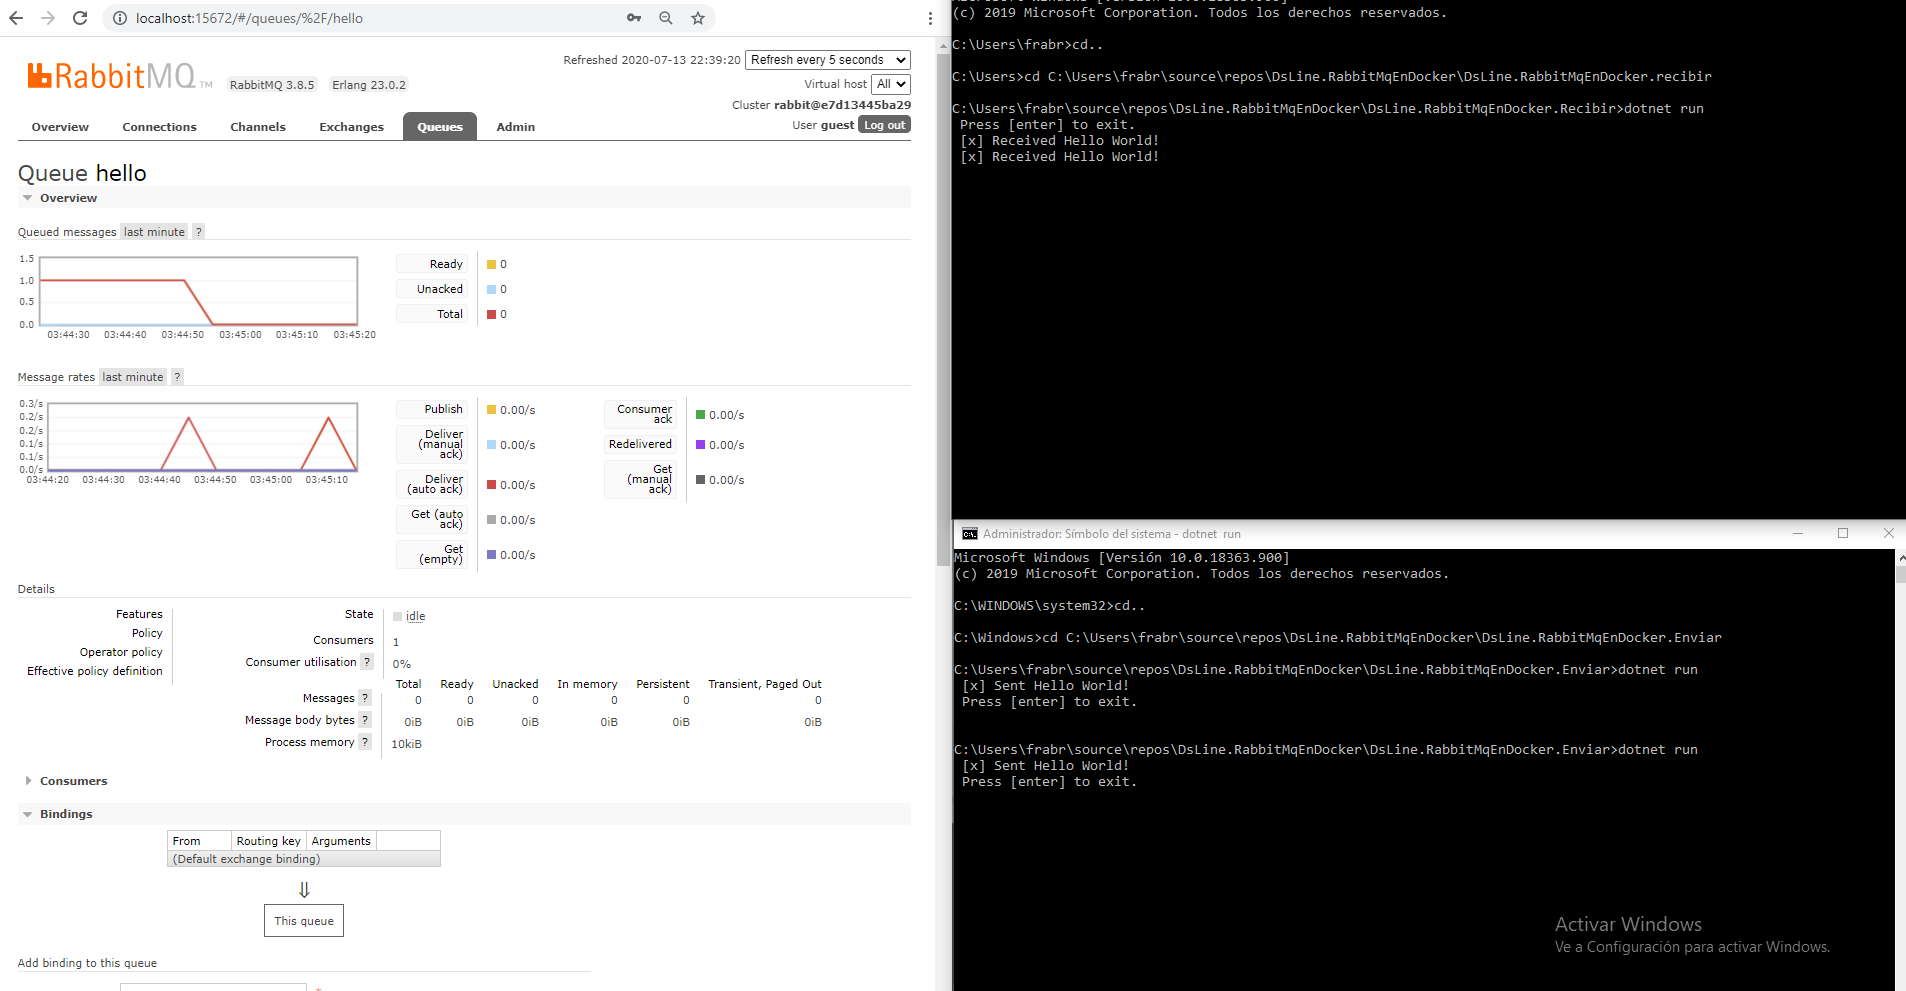 localhost:15672/#/queues/%2F/hello
Refreshed 2020-07-13 22:39:20 Refresh every 5 seconds
RabbitMQ TM RabbitMQ 3.8.5 Erlang 23.0.2
Virtual host All
Cluster rabbit@e7d13445ba29
User guest Log out
Overview Connections Channels Exchanges Queues Admin
Queue hello
Overview
Queued messages last minute ?
1.5
1.0
0.5
0.0
03:44:30 03:44:40 03:44:50 03:45:00 03:45:10 03:45:20
Ready 0
Unacked 0
Total 0
Message rates last minute ?
0.3/s
0.2/s
0.2/s
0.1/s
0.1/s
0.0/s
03:44:20 03:44:30 03:44:40 03:44:50 03:45:00 03:45:10
Publish 0.00/s
Deliver (manual ack) 0.00/s
Deliver (auto ack) 0.00/s
Get (auto ack) 0.00/s
Get (empty) 0.00/s
Consumer ack 0.00/s
Redelivered 0.00/s
Get (manual ack) 0.00/s
Details
Features
Policy
Operator policy
Effective policy definition
State idle
Consumers 1
Consumer utilisation ? 0%
Total Ready Unacked In memory Persistent Transient, Paged Out
Messages ? 0 0 0 0 0 0
Message body bytes ? 0iB 0iB 0iB 0iB 0iB 0iB
Process memory ? 10kiB
Consumers
Bindings
From Routing key Arguments
(Default exchange binding)
⇓
This queue
Add binding to this queue
*
(c) 2019 Microsoft Corporation. Todos los derechos reservados.
C:\Users\frabr>cd..
C:\Users>cd C:\Users\frabr\source\repos\DsLine.RabbitMqEnDocker\DsLine.RabbitMqEnDocker.recibir
C:\Users\frabr\source\repos\DsLine.RabbitMqEnDocker\DsLine.RabbitMqEnDocker.Recibir>dotnet run
Press [enter] to exit.
[x] Received Hello World!
[x] Received Hello World!
Administrador: Símbolo del sistema - dotnet run
Microsoft Windows [Versión 10.0.18363.900]
(c) 2019 Microsoft Corporation. Todos los derechos reservados.
C:\WINDOWS\system32>cd..
C:\Windows>cd C:\Users\frabr\source\repos\DsLine.RabbitMqEnDocker\DsLine.RabbitMqEnDocker.Enviar
C:\Users\frabr\source\repos\DsLine.RabbitMqEnDocker\DsLine.RabbitMqEnDocker.Enviar>dotnet run
[x] Sent Hello World!
Press [enter] to exit.
C:\Users\frabr\source\repos\DsLine.RabbitMqEnDocker\DsLine.RabbitMqEnDocker.Enviar>dotnet run
[x] Sent Hello World!
Press [enter] to exit.
Activar Windows
Ve a Configuración para activar Windows.